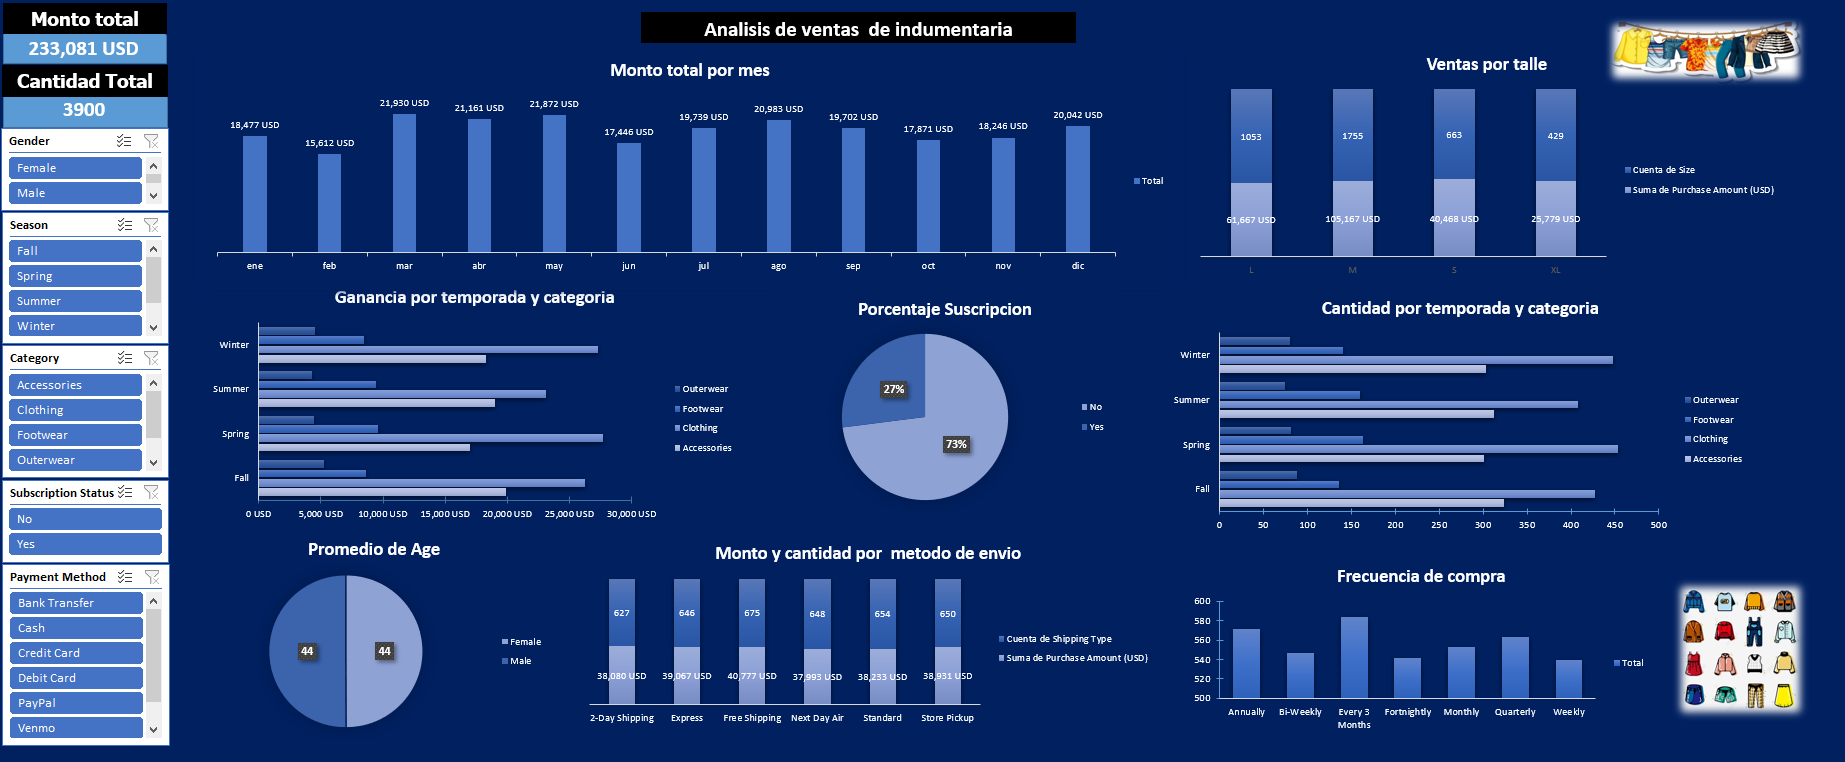 Monto total
233,081 USD
Cantidad Total
3900
Gender
Female
Male
Season
Fall
Spring
Summer
Winter
Category
Accessories
Clothing
Footwear
Outerwear
Subscription Status
No
Yes
Payment Method
Bank Transfer
Cash
Credit Card
Debit Card
PayPal
Venmo
Analisis de ventas de indumentaria
Monto total por mes
18,477 USD
15,612 USD
21,930 USD
21,161 USD
21,872 USD
17,446 USD
19,739 USD
20,983 USD
19,702 USD
17,871 USD
18,246 USD
20,042 USD
ene feb mar abr may jun jul ago sep oct nov dic
Total
Ventas por talle
1053 1755 663 429
61,667 USD 105,167 USD 40,468 USD 25,779 USD
L M S XL
Cuenta de Size
Suma de Purchase Amount (USD)
Ganancia por temporada y categoria
Winter
Summer
Spring
Fall
0 USD 5,000 USD 10,000 USD 15,000 USD 20,000 USD 25,000 USD 30,000 USD
Outerwear
Footwear
Clothing
Accessories
Porcentaje Suscripcion
27%
73%
No
Yes
Cantidad por temporada y categoria
Winter
Summer
Spring
Fall
0 50 100 150 200 250 300 350 400 450 500
Outerwear
Footwear
Clothing
Accessories
Promedio de Age
44 44
Female
Male
Monto y cantidad por metodo de envio
627 646 675 648 654 650
38,080 USD 39,067 USD 40,777 USD 37,993 USD 38,233 USD 38,931 USD
2-Day Shipping Express Free Shipping Next Day Air Standard Store Pickup
Cuenta de Shipping Type
Suma de Purchase Amount (USD)
Frecuencia de compra
600
580
560
540
520
500
Annually Bi-Weekly Every 3 Months Fortnightly Monthly Quarterly Weekly
Total